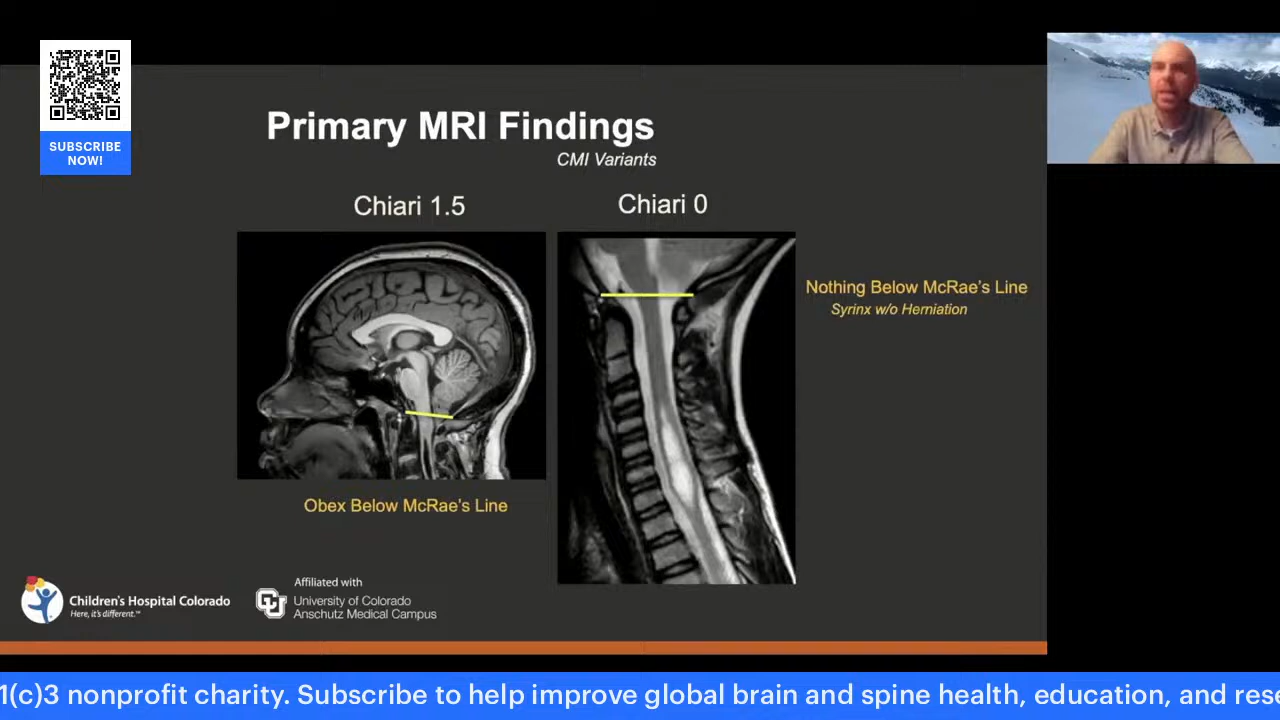 SUBSCRIBE
NOW!
Primary MRI Findings
CMI Variants
Chiari 1.5
Chiari 0
Nothing Below McRae's Line
Syrinx w/o Herniation
Obex Below McRae's Line
Children's Hospital Colorado
Here, it's different.™
Affiliated with
CU
University of Colorado
Anschutz Medical Campus
1(c)3 nonprofit charity. Subscribe to help improve global brain and spine health, education, and rese